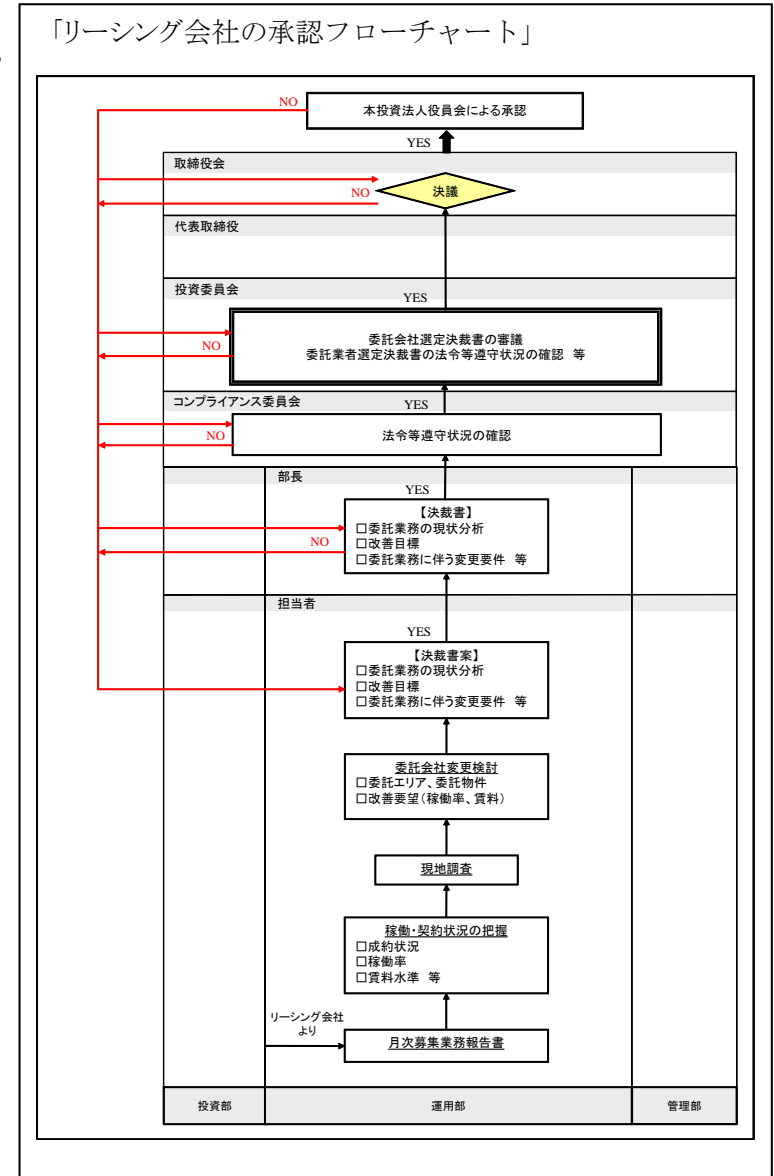 「リーシング会社の承認フローチャート」
NO
本投資法人役員会による承認
YES
取締役会
NO
決議
代表取締役
投資委員会
YES
委託会社選定決裁書の審議
NO
委託業者選定決裁書の法令等遵守状況の確認 等
コンプライアンス委員会
YES
NO
法令等遵守状況の確認
部長
YES
【決裁書】
□委託業務の現状分析
NO
□改善目標
□委託業務に伴う変更要件 等
担当者
YES
【決裁書案】
□委託業務の現状分析
□改善目標
□委託業務に伴う変更要件 等
委託会社変更検討
□委託エリア、委託物件
□改善要望(稼働率、賃料)
現地調査
稼働・契約状況の把握
□成約状況
□稼働率
□賃料水準 等
リーシング会社
より
月次募集業務報告書
投資部
運用部
管理部